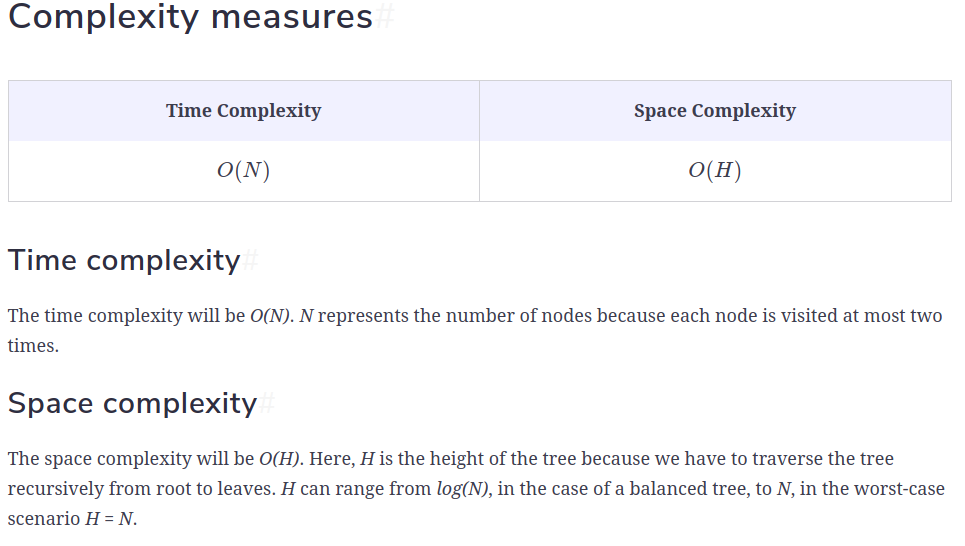 Complexity measures#
Time Complexity Space Complexity
O(N) O(H)
Time complexity#
The time complexity will be O(N). N represents the number of nodes because each node is visited at most two
times.
Space complexity#
The space complexity will be O(H). Here, H is the height of the tree because we have to traverse the tree
recursively from root to leaves. H can range from log(N), in the case of a balanced tree, to N, in the worst-case
scenario H = N.